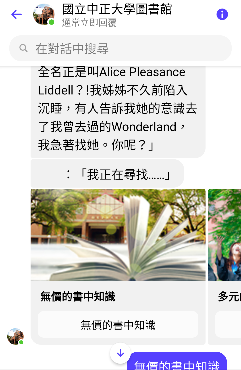 國立中正大學圖書館
通常立即回覆
在對話中搜尋
全名正是叫Alice Pleasance
Liddell？!我姊姊不久前陷入
沉睡，有人告訴我她的意識去
了我曾去過的Wonderland，
我急著找她。你呢？」
：「我正在尋找......」
無價的書中知識
多元
無價的書中知識
無價的書中知識